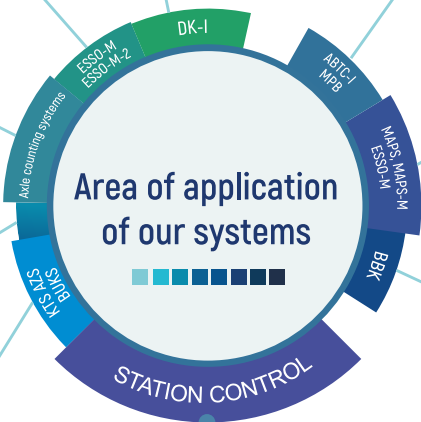 DK-I
ESSO-M
ESSO-M-2
Axle counting systems
KTS AZS
BUKS
STATION CONTROL
BBK
MAPS, MAPS-M
ESSO-M
ABTC-I
MPB
Area of application
of our systems